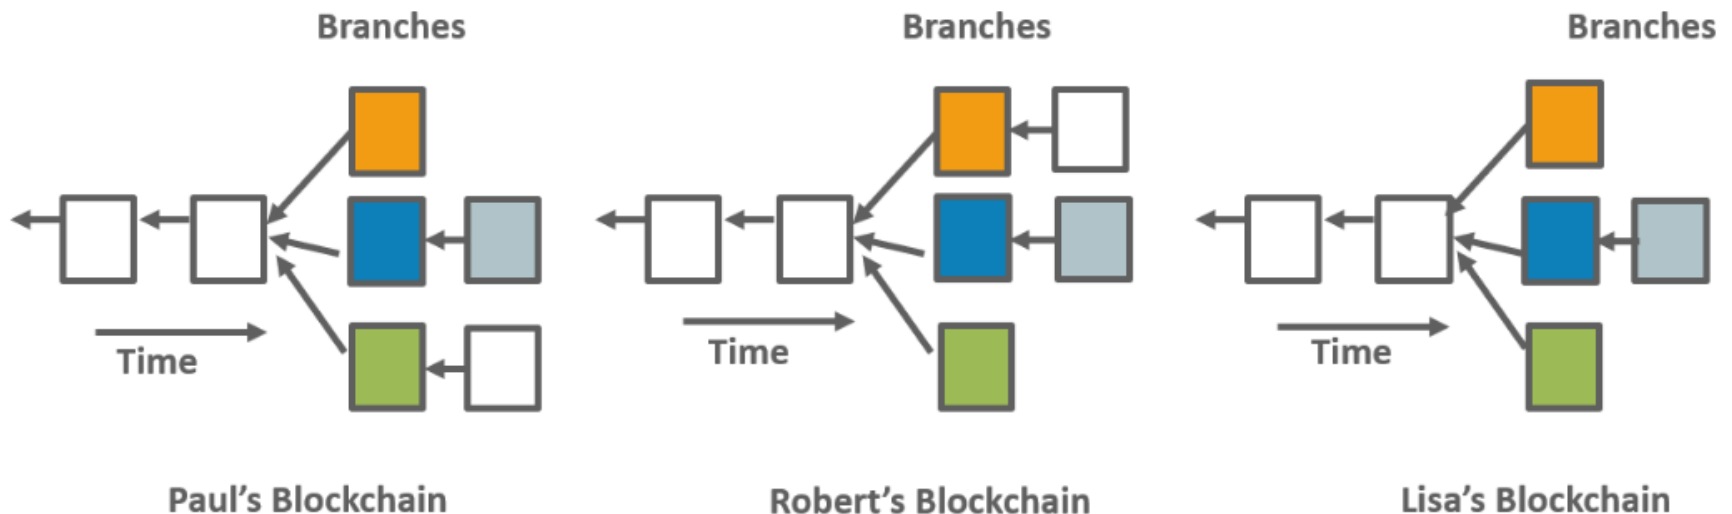 Branches
Branches
Branches
Time
Time
Time
Paul's Blockchain
Robert's Blockchain
Lisa's Blockchain